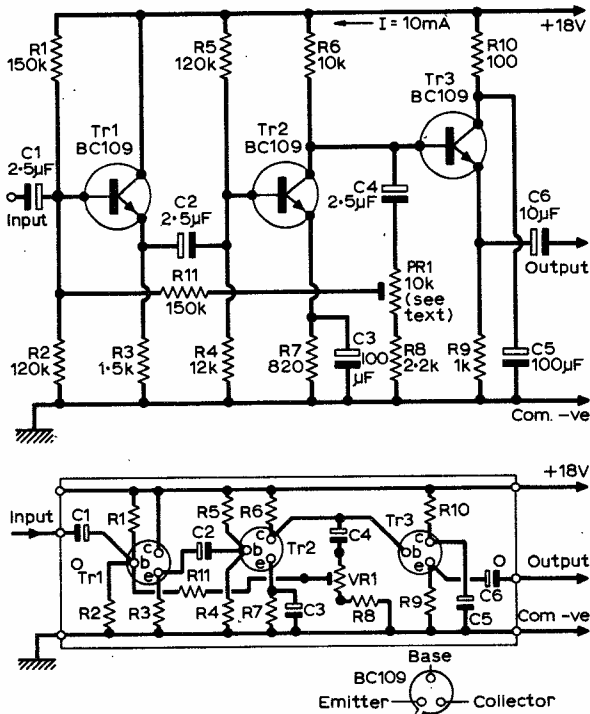 I = 10mA
+18V
R1
150k
R5
120k
R6
10k
R10
100
Tr3
BC109
Tr1
BC109
Tr2
BC109
C1
2·5µF
Input
C2
2·5µF
C4
2·5µF
C6
10µF
Output
R11
150k
PR1
10k
(see
text)
R2
120k
R3
1·5k
R4
12k
R7
820
C3
100
µF
R8
2·2k
R9
1k
C5
100µF
Com. -ve
+18V
Input
C1
R1
R5
R6
R10
C2
C4
Tr3
c
b
e
c
b
e
c
b
e
Tr1
Tr2
Output
R11
VR1
C6
R2
R3
R4
R7
C3
R8
R9
C5
Com -ve
Base
BC109
Emitter
Collector